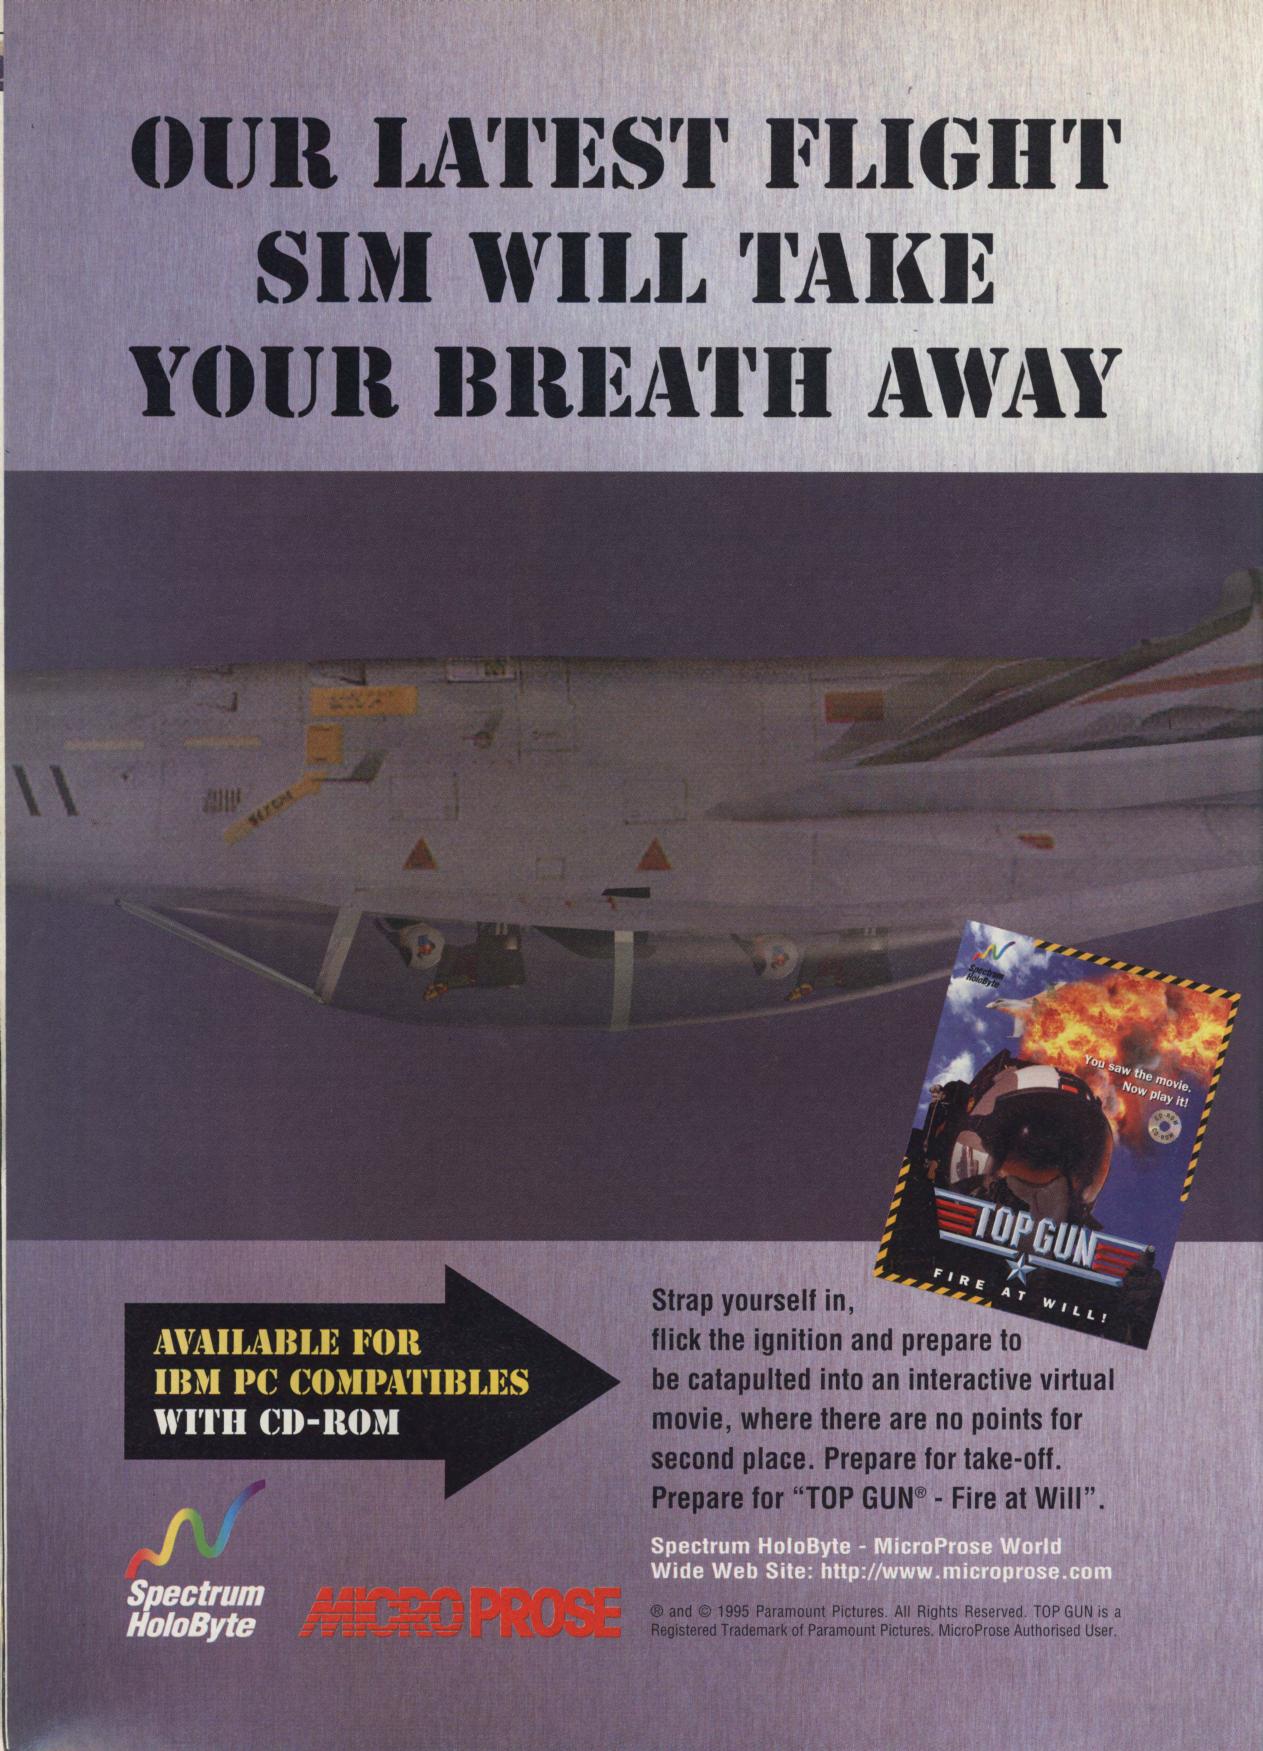 OUR LATEST FLIGHT
SIM WILL TAKE
YOUR BREATH AWAY
Spectrum
HoloByte
You saw the movie.
Now play it!
CD-ROM
CD-ROM
TOP GUN
FIRE AT WILL!
AVAILABLE FOR
IBM PC COMPATIBLES
WITH CD-ROM
Strap yourself in,
flick the ignition and prepare to
be catapulted into an interactive virtual
movie, where there are no points for
second place. Prepare for take-off.
Prepare for “TOP GUN® - Fire at Will”.
Spectrum HoloByte - MicroProse World
Wide Web Site: http://www.microprose.com
® and © 1995 Paramount Pictures. All Rights Reserved. TOP GUN is a
Registered Trademark of Paramount Pictures. MicroProse Authorised User.
Spectrum
HoloByte
MICROPROSE